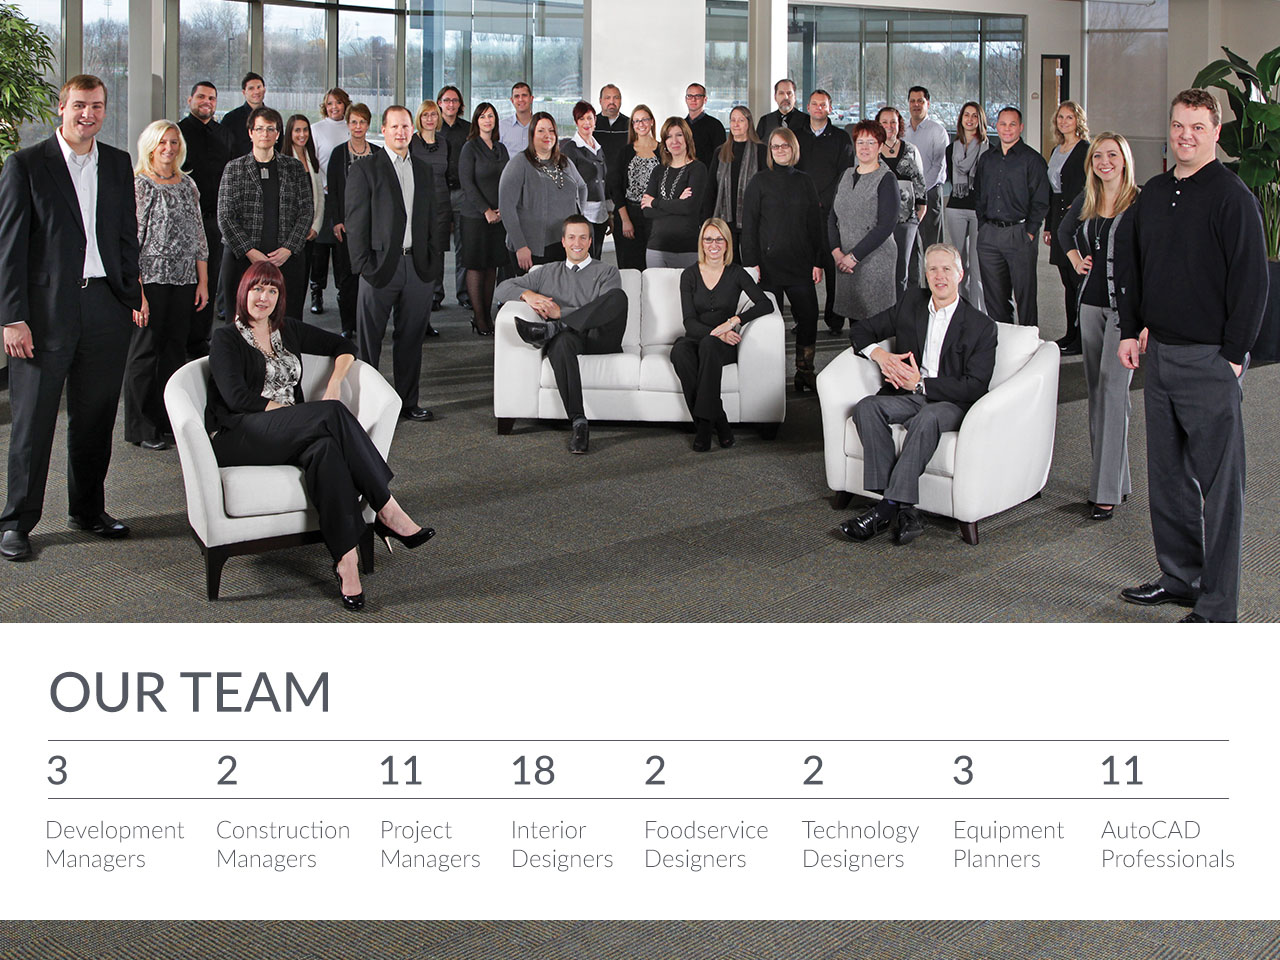 OUR TEAM
3 2 11 18 2 2 3 11
Development Construction Project Interior Foodservice Technology Equipment AutoCAD
Managers Managers Managers Designers Designers Designers Planners Professionals